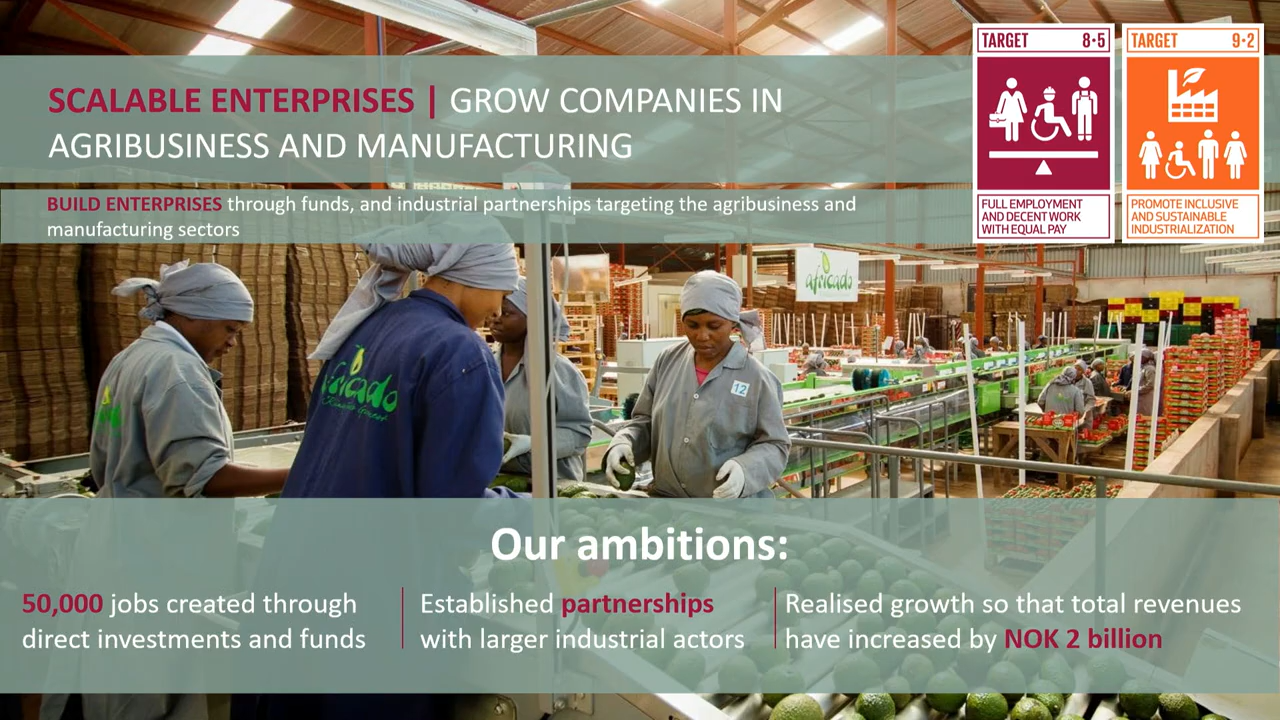 TARGET 8·5
TARGET 9·2
SCALABLE ENTERPRISES | GROW COMPANIES IN
AGRIBUSINESS AND MANUFACTURING
BUILD ENTERPRISES through funds, and industrial partnerships targeting the agribusiness and
manufacturing sectors
FULL EMPLOYMENT
AND DECENT WORK
WITH EQUAL PAY
PROMOTE INCLUSIVE
AND SUSTAINABLE
INDUSTRIALIZATION
africado
africado
12
Our ambitions:
50,000 jobs created through
direct investments and funds
Established partnerships
with larger industrial actors
Realised growth so that total revenues
have increased by NOK 2 billion